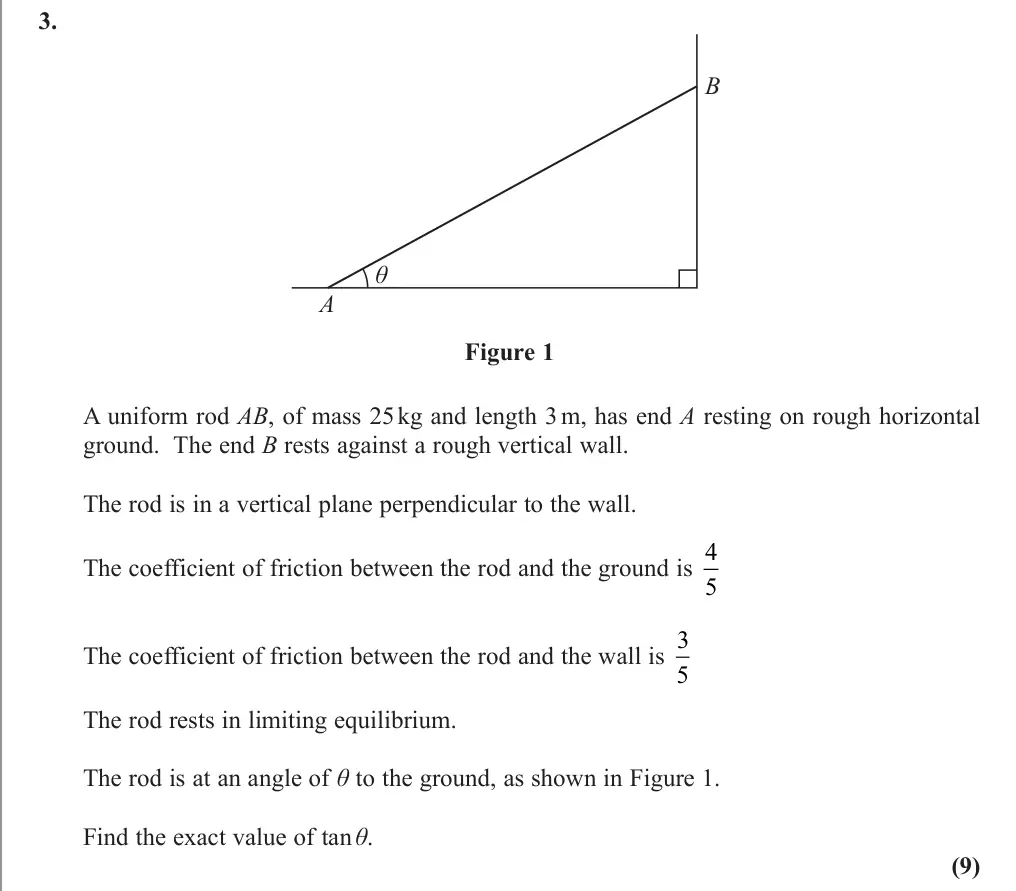 3.
B
θ
A
Figure 1
A uniform rod AB, of mass 25 kg and length 3 m, has end A resting on rough horizontal
ground. The end B rests against a rough vertical wall.
The rod is in a vertical plane perpendicular to the wall.
The coefficient of friction between the rod and the ground is 4/5
The coefficient of friction between the rod and the wall is 3/5
The rod rests in limiting equilibrium.
The rod is at an angle of θ to the ground, as shown in Figure 1.
Find the exact value of tan θ.
(9)